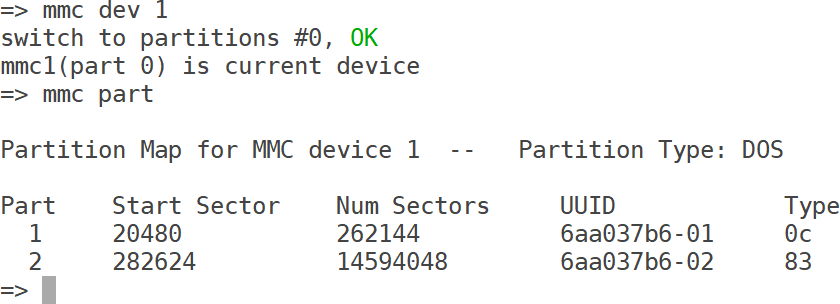 => mmc dev 1
switch to partitions #0, OK
mmc1(part 0) is current device
=> mmc part
Partition Map for MMC device 1  --   Partition Type: DOS
Part    Start Sector    Num Sectors     UUID            Type
  1     20480           262144          6aa037b6-01     0c
  2     282624          14594048        6aa037b6-02     83
=>